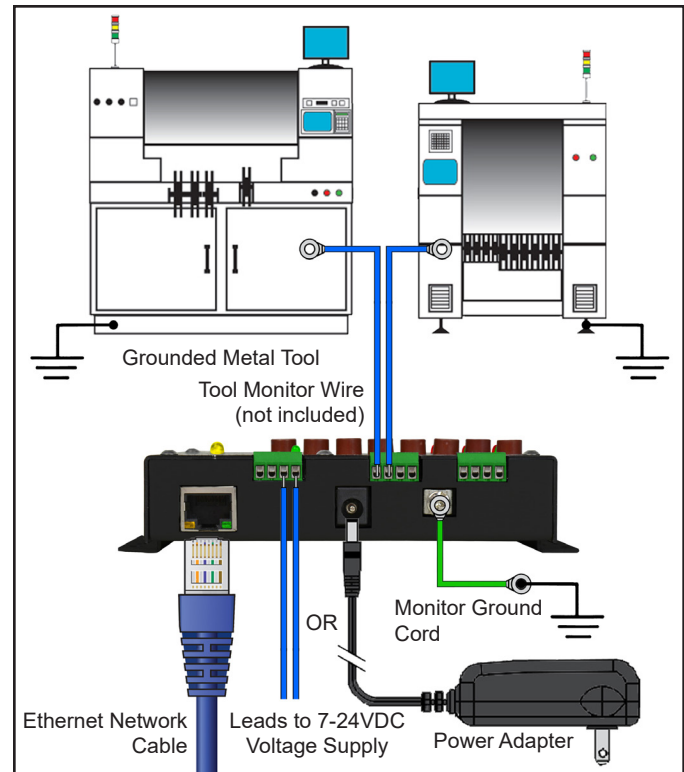 Grounded Metal Tool
Tool Monitor Wire
(not included)
OR
Monitor Ground
Cord
Ethernet Network
Cable
Leads to 7-24VDC
Voltage Supply
Power Adapter